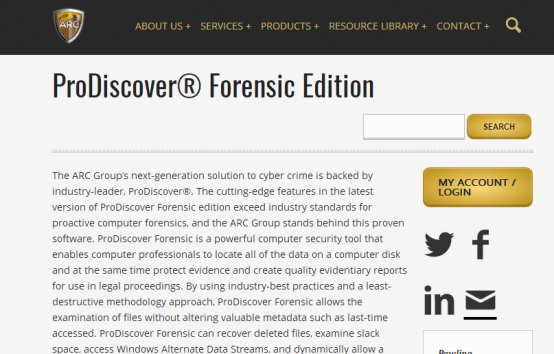 ARC
ABOUT US + SERVICES + PRODUCTS + RESOURCE LIBRARY + CONTACT +
ProDiscover® Forensic Edition
SEARCH
The ARC Group's next-generation solution to cyber crime is backed by
industry-leader, ProDiscover®. The cutting-edge features in the latest
version of ProDiscover Forensic edition exceed industry standards for
proactive computer forensics, and the ARC Group stands behind this proven
software. ProDiscover Forensic is a powerful computer security tool that
enables computer professionals to locate all of the data on a computer disk
and at the same time protect evidence and create quality evidentiary reports
for use in legal proceedings. By using industry-best practices and a least-
destructive methodology approach, ProDiscover Forensic allows the
examination of files without altering valuable metadata such as last-time
accessed. ProDiscover Forensic can recover deleted files, examine slack
space, access Windows Alternate Data Streams, and dynamically allow a
MY ACCOUNT /
LOGIN
in